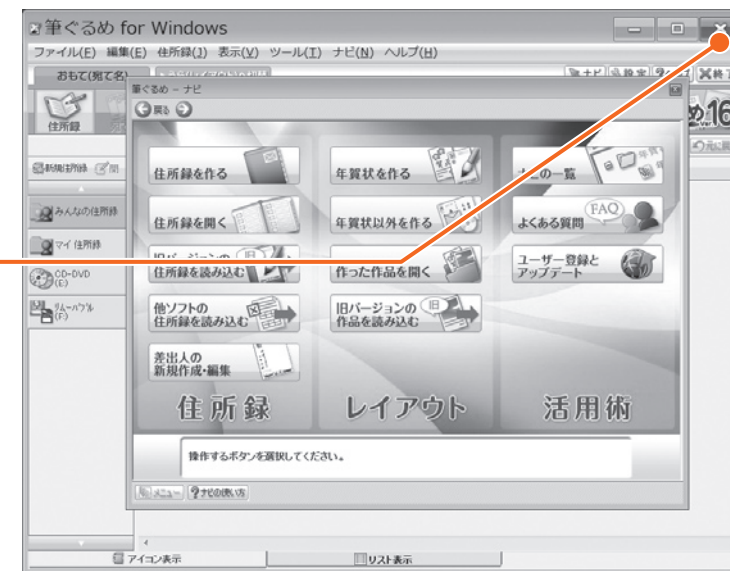 筆ぐるめ for Windows
ファイル(F) 編集(E) 住所録(J) 表示(V) ツール(T) ナビ(N) ヘルプ(H)
おもて(宛て名)
ナビ 設定
終了
住所録
め.16
筆ぐるめ - ナビ
戻る
新規住所録
元に戻
みんなの住所録
マイ住所録
CD-DVD
(E)
リムーバブル
(F)
住所録を作る
住所録を開く
旧バージョンの
住所録を読み込む
他ソフトの
住所録を読み込む
差出人の
新規作成・編集
住所録
年賀状を作る
年賀状以外を作る
作った作品を開く
旧バージョンの
作品を読み込む
レイアウト
の一覧
よくある質問
FAQ
ユーザー登録と
アップデート
活用術
操作するボタンを選択してください。
メニュー ナビの使い方
アイコン表示
リスト表示